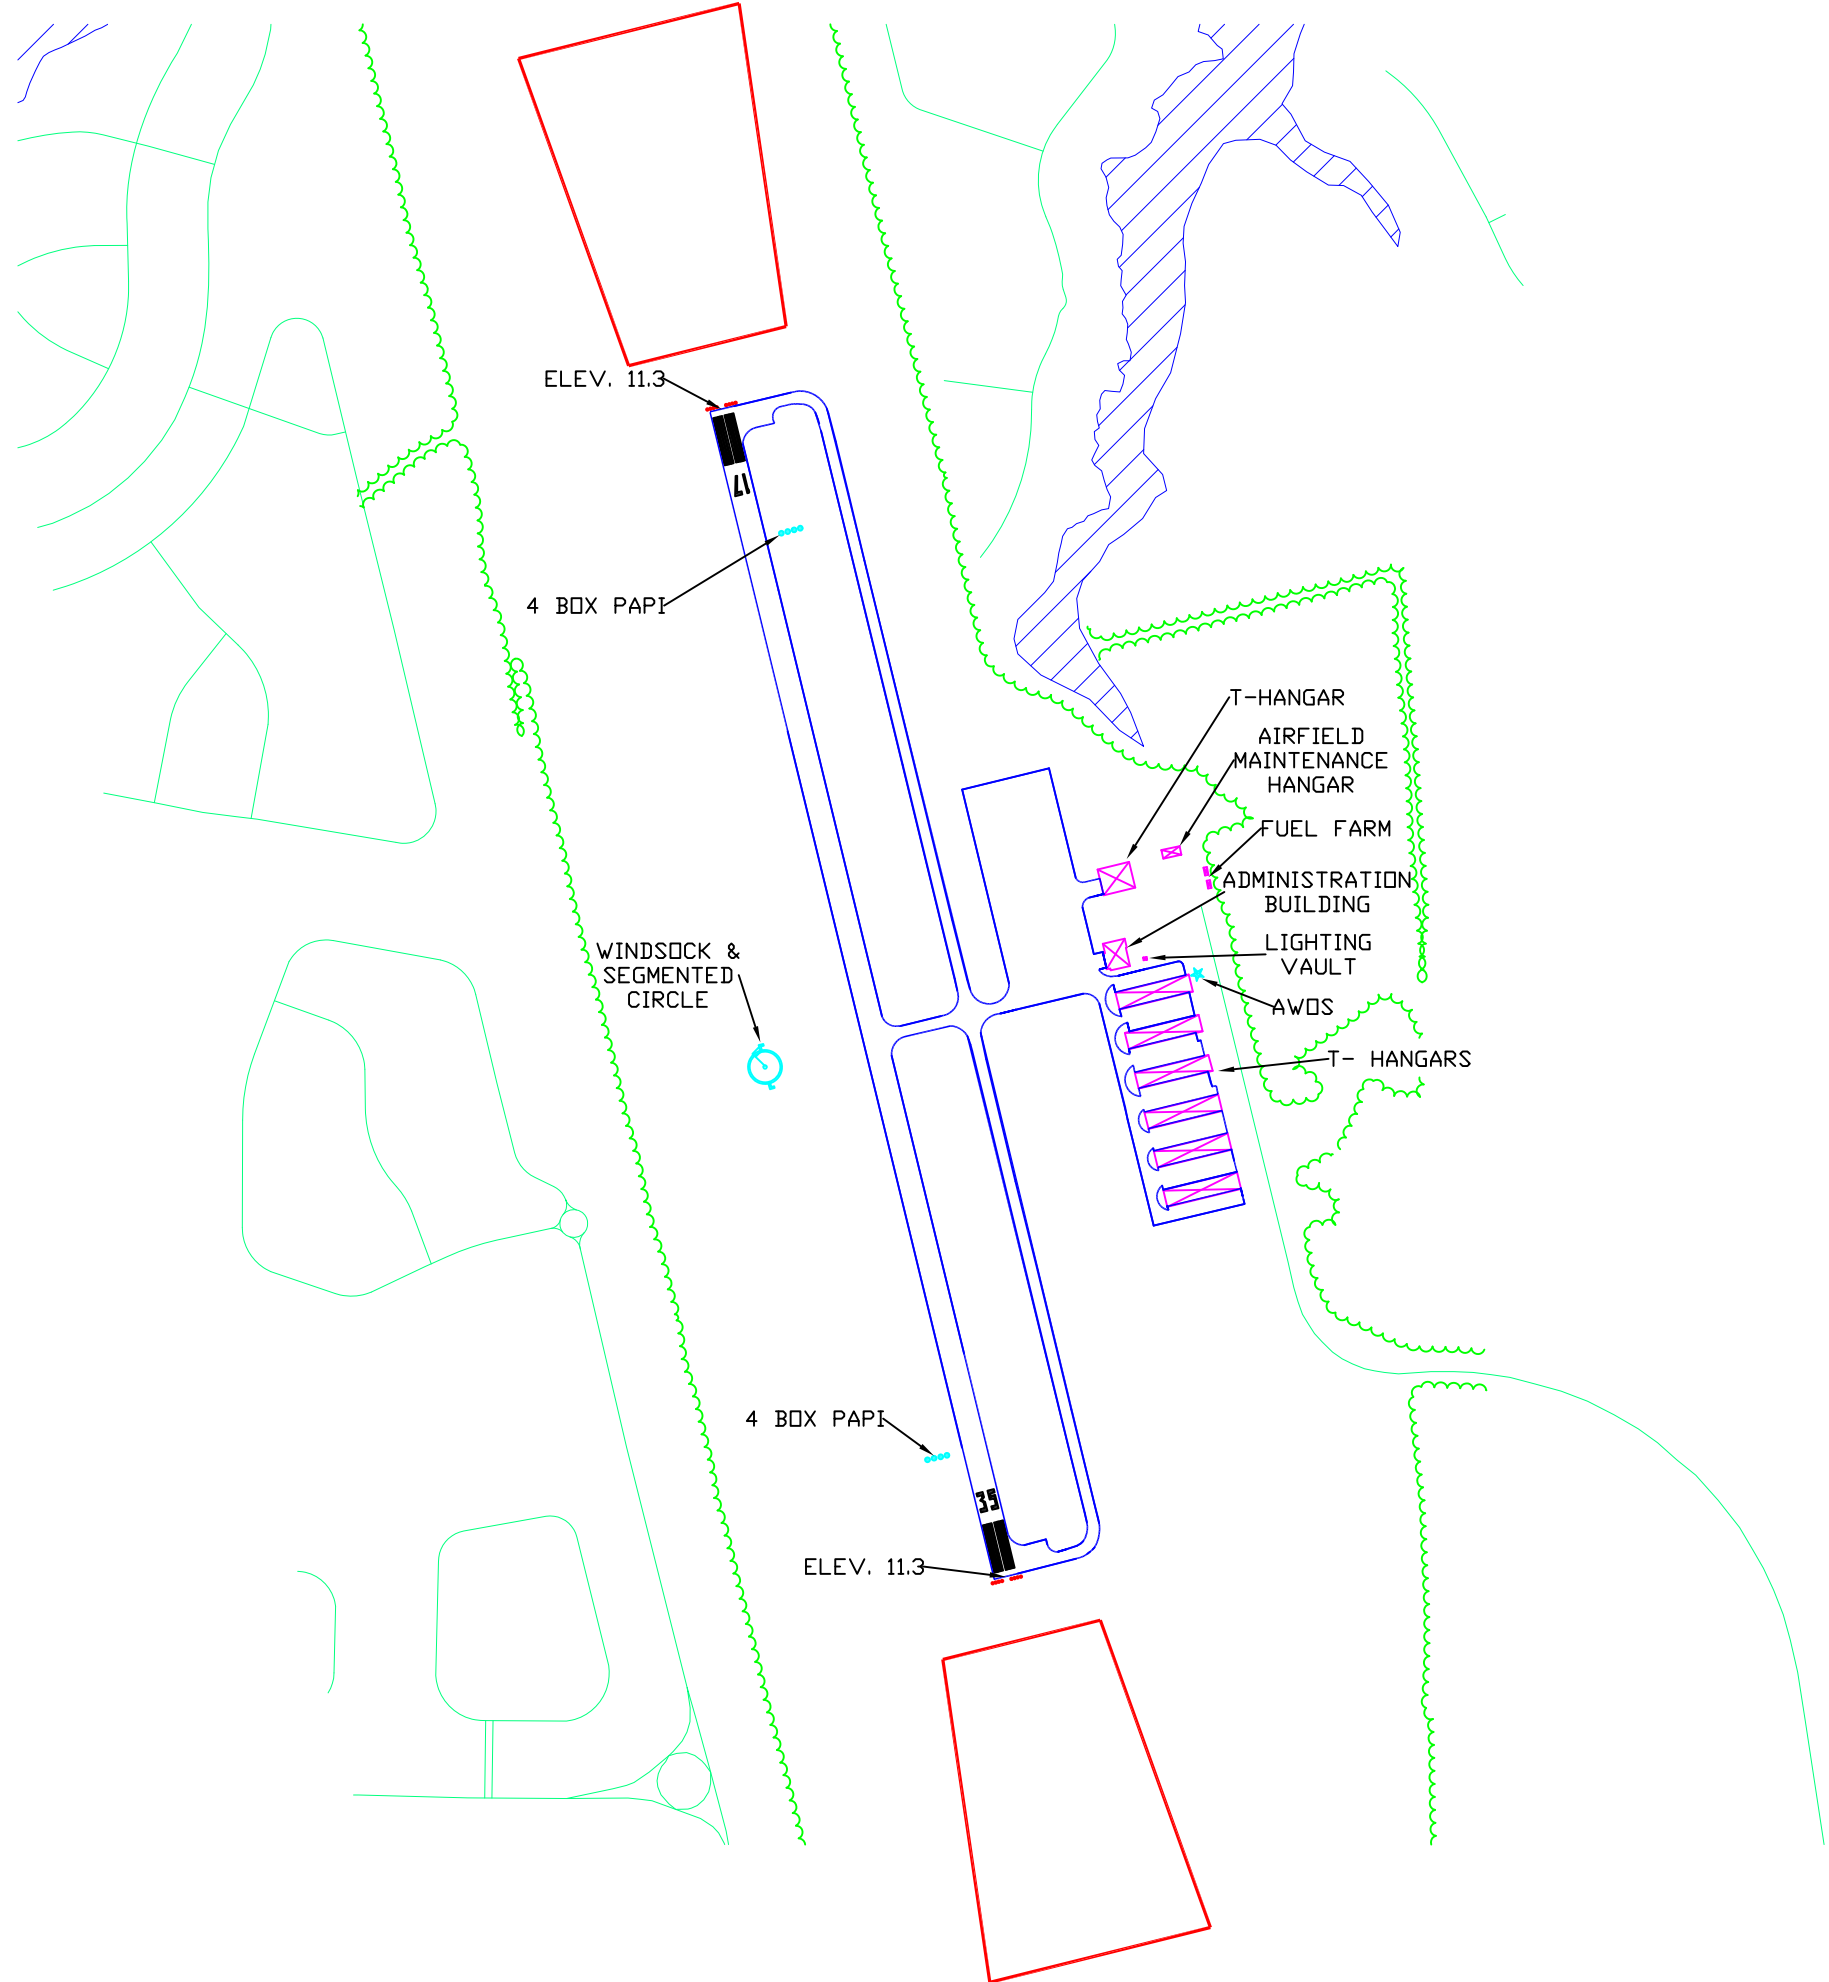 ELEV. 11.3
17
4 BOX PAPI
T-HANGAR
AIRFIELD
MAINTENANCE
HANGAR
FUEL FARM
ADMINISTRATION
BUILDING
LIGHTING
VAULT
WINDSOCK &
SEGMENTED
CIRCLE
AWOS
T- HANGARS
4 BOX PAPI
35
ELEV. 11.3